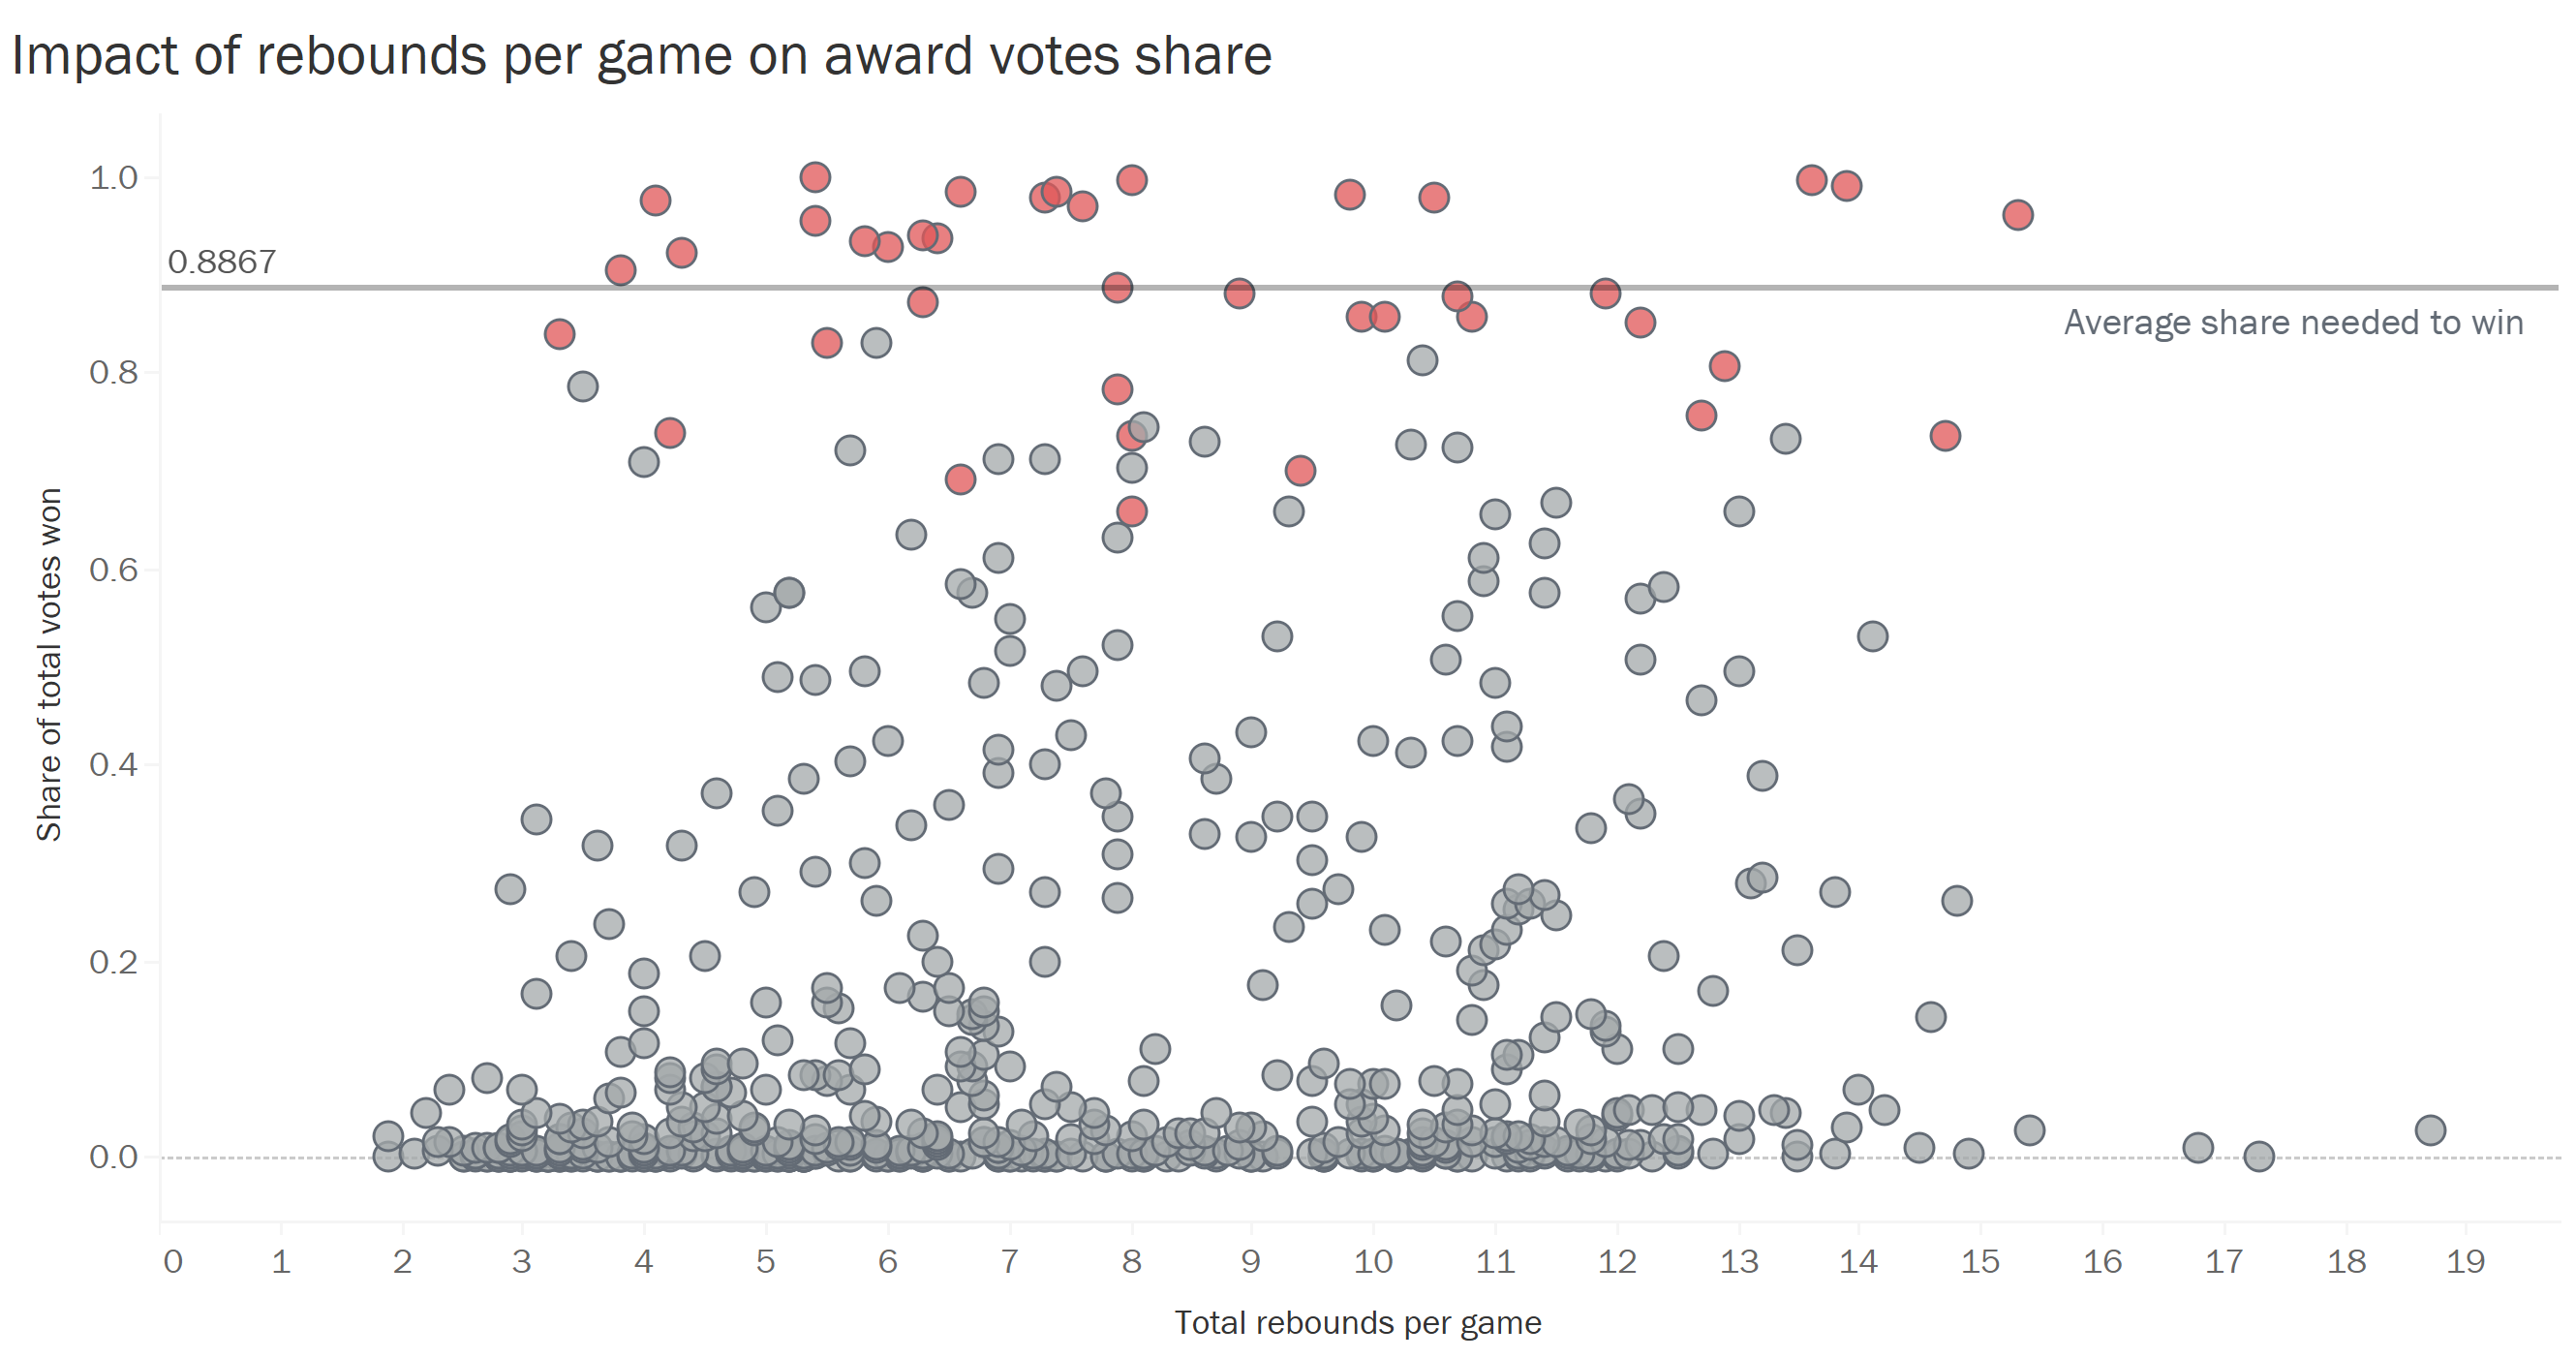 Impact of rebounds per game on award votes share
1.0
0.8867
Average share needed to win
0.8
0.6
Share of total votes won
0.4
0.2
0.0
0 1 2 3 4 5 6 7 8 9 10 11 12 13 14 15 16 17 18 19
Total rebounds per game